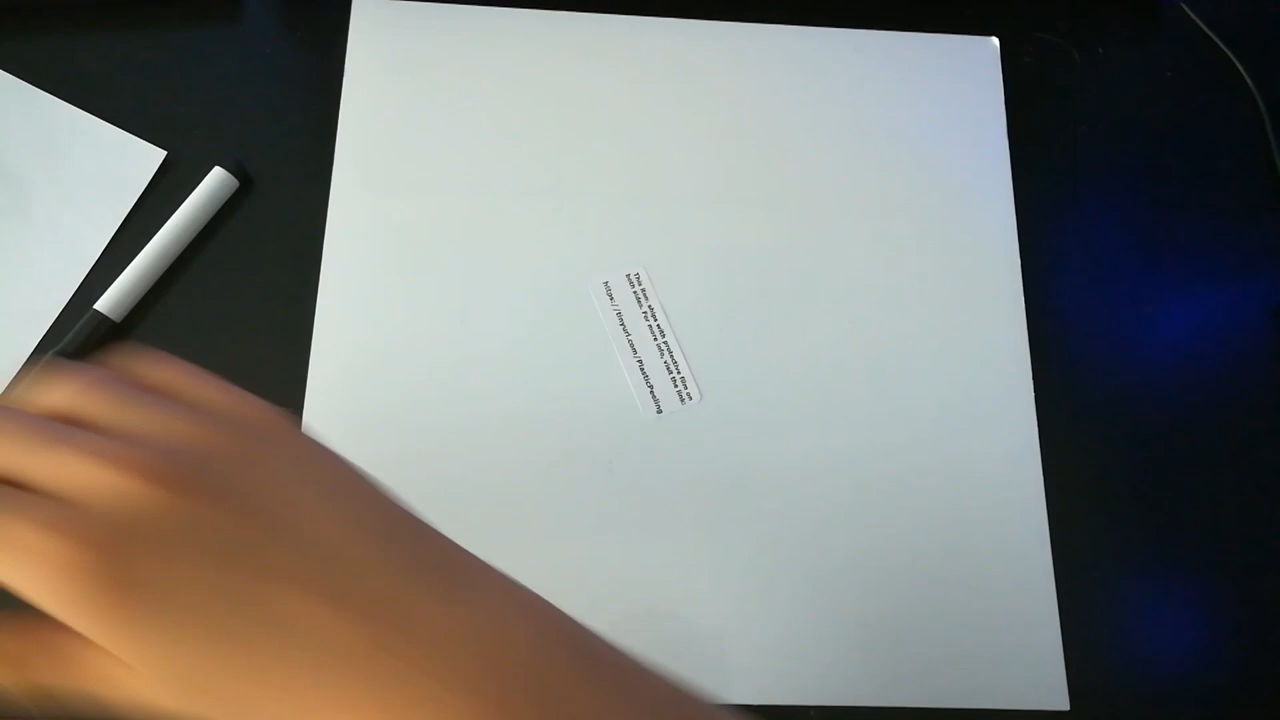 This item ships with protective film on
both sides. For more info, visit the link:
https://tinyurl.com/PlasticPeeling